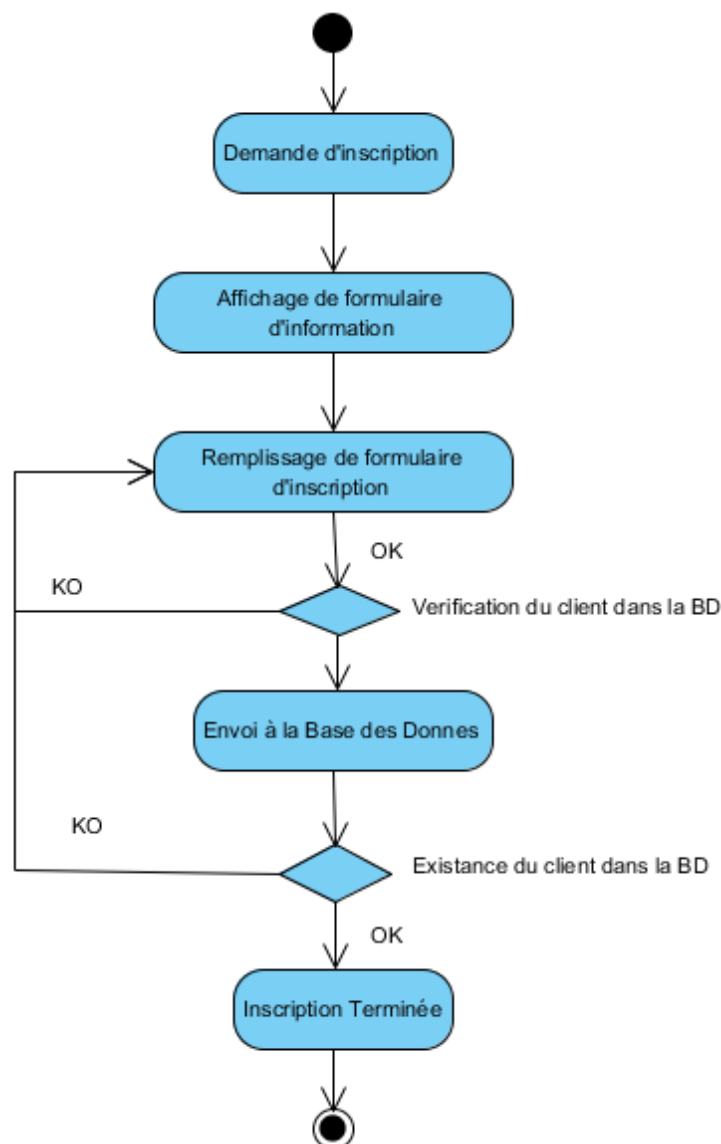 Demande d'inscription
Affichage de formulaire
d'information
Remplissage de formulaire
d'inscription
OK
KO
Verification du client dans la BD
Envoi à la Base des Donnes
KO
Existance du client dans la BD
OK
Inscription Terminée